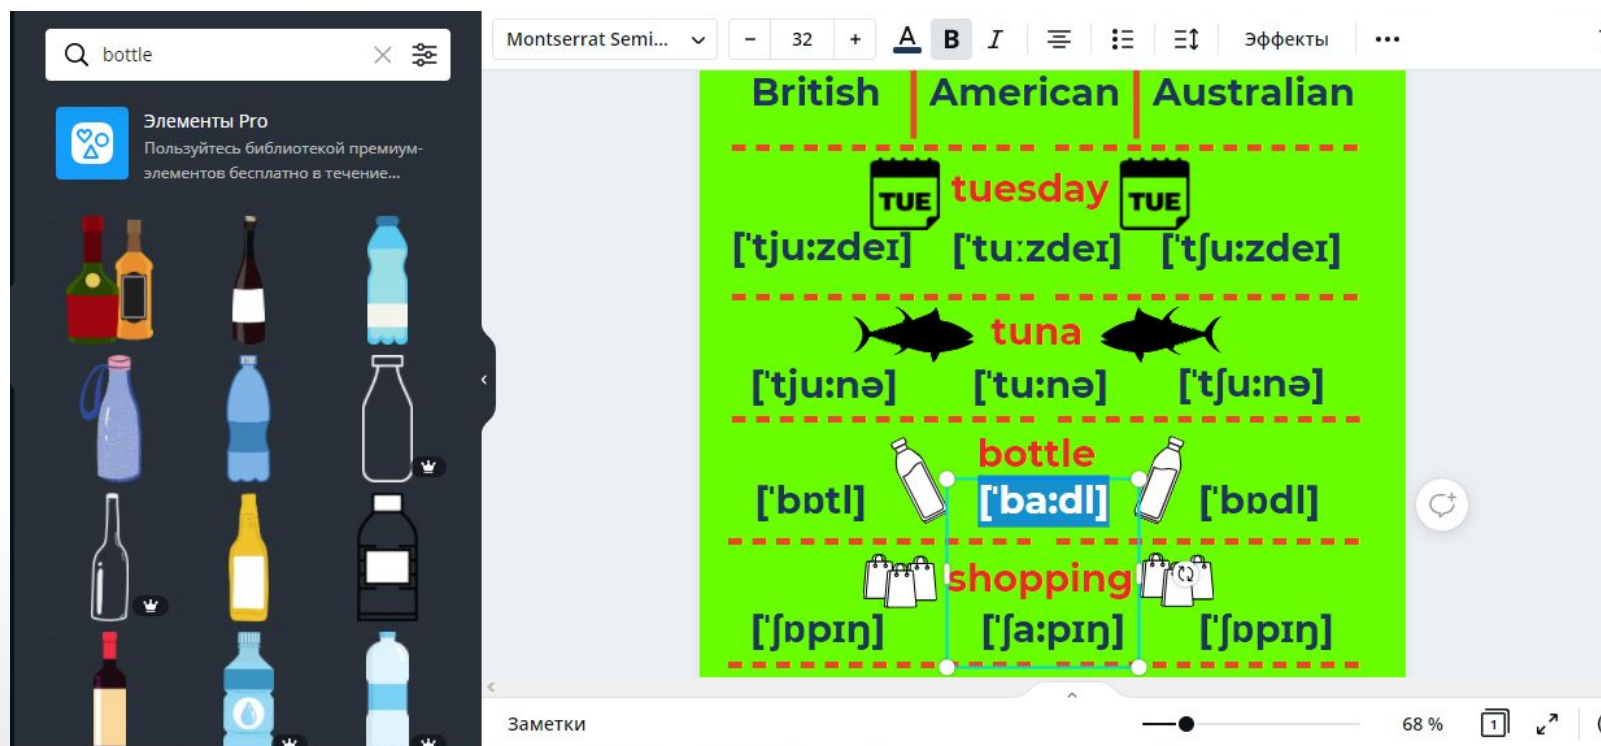 bottle
Элементы Pro
Пользуйтесь библиотекой премиум-
элементов бесплатно в течение...
Montserrat Semi... − 32 + A B I Эффекты •••
British American Australian
TUE tuesday TUE
['tju:zdeɪ] ['tuːzdeɪ] ['tʃu:zdeɪ]
tuna
['tju:nə] ['tu:nə] ['tʃu:nə]
bottle
['bɒtl] ['ba:dl] ['bɒdl]
shopping
['ʃɒpɪŋ] ['ʃa:pɪŋ] ['ʃɒpɪŋ]
Заметки 68 % 1